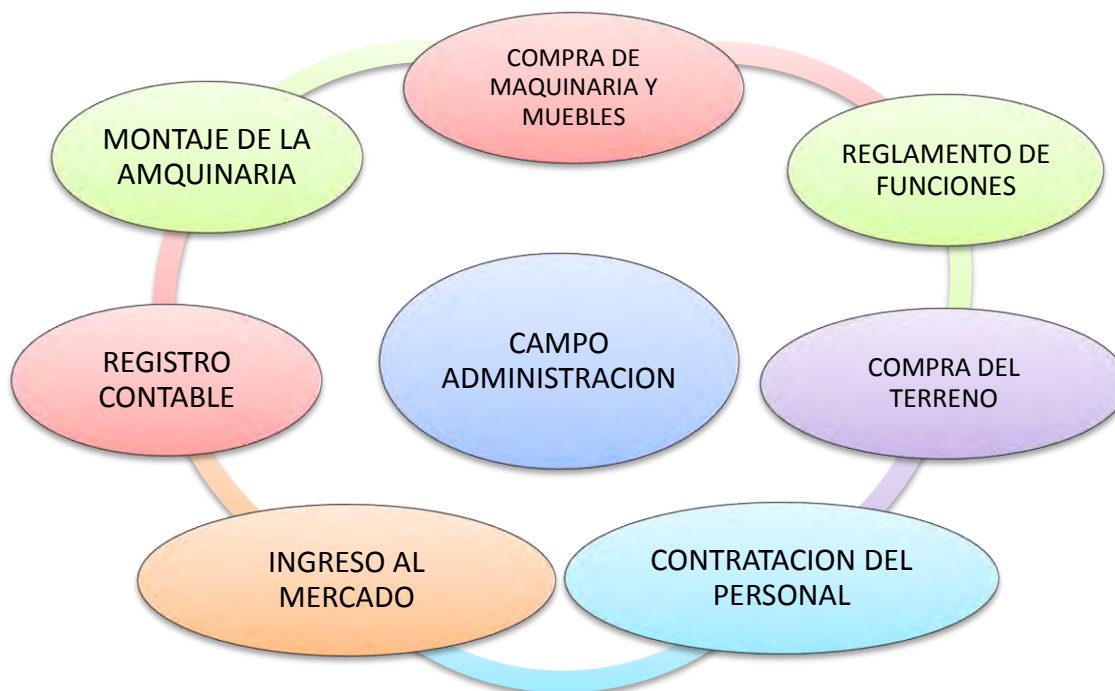 COMPRA DE
MAQUINARIA Y
MUEBLES
MONTAJE DE LA
AMQUINARIA
REGLAMENTO DE
FUNCIONES
CAMPO
ADMINISTRACION
REGISTRO
CONTABLE
COMPRA DEL
TERRENO
INGRESO AL
MERCADO
CONTRATACION DEL
PERSONAL